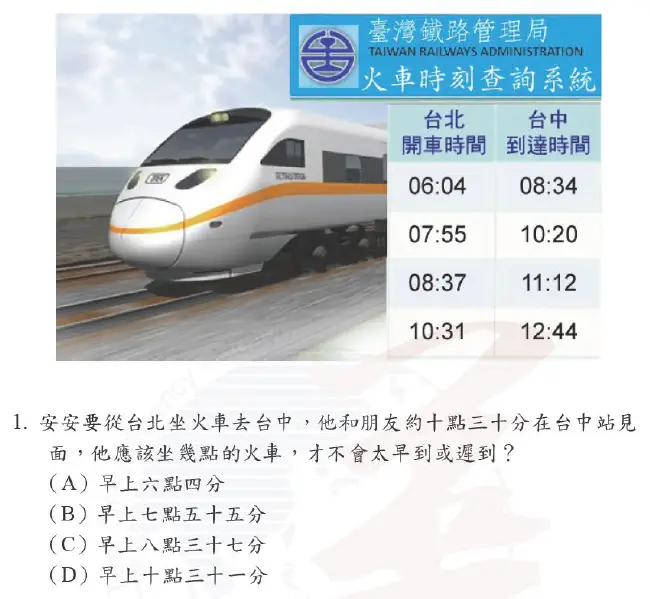 臺灣鐵路管理局
TAIWAN RAILWAYS ADMINISTRATION
火車時刻查詢系統
台北 台中
開車時間 到達時間
06:04 08:34
07:55 10:20
08:37 11:12
10:31 12:44
1. 安安要從台北坐火車去台中，他和朋友約十點三十分在台中站見
面，他應該坐幾點的火車，才不會太早到或遲到？
（A）早上六點四分
（B）早上七點五十五分
（C）早上八點三十七分
（D）早上十點三十一分